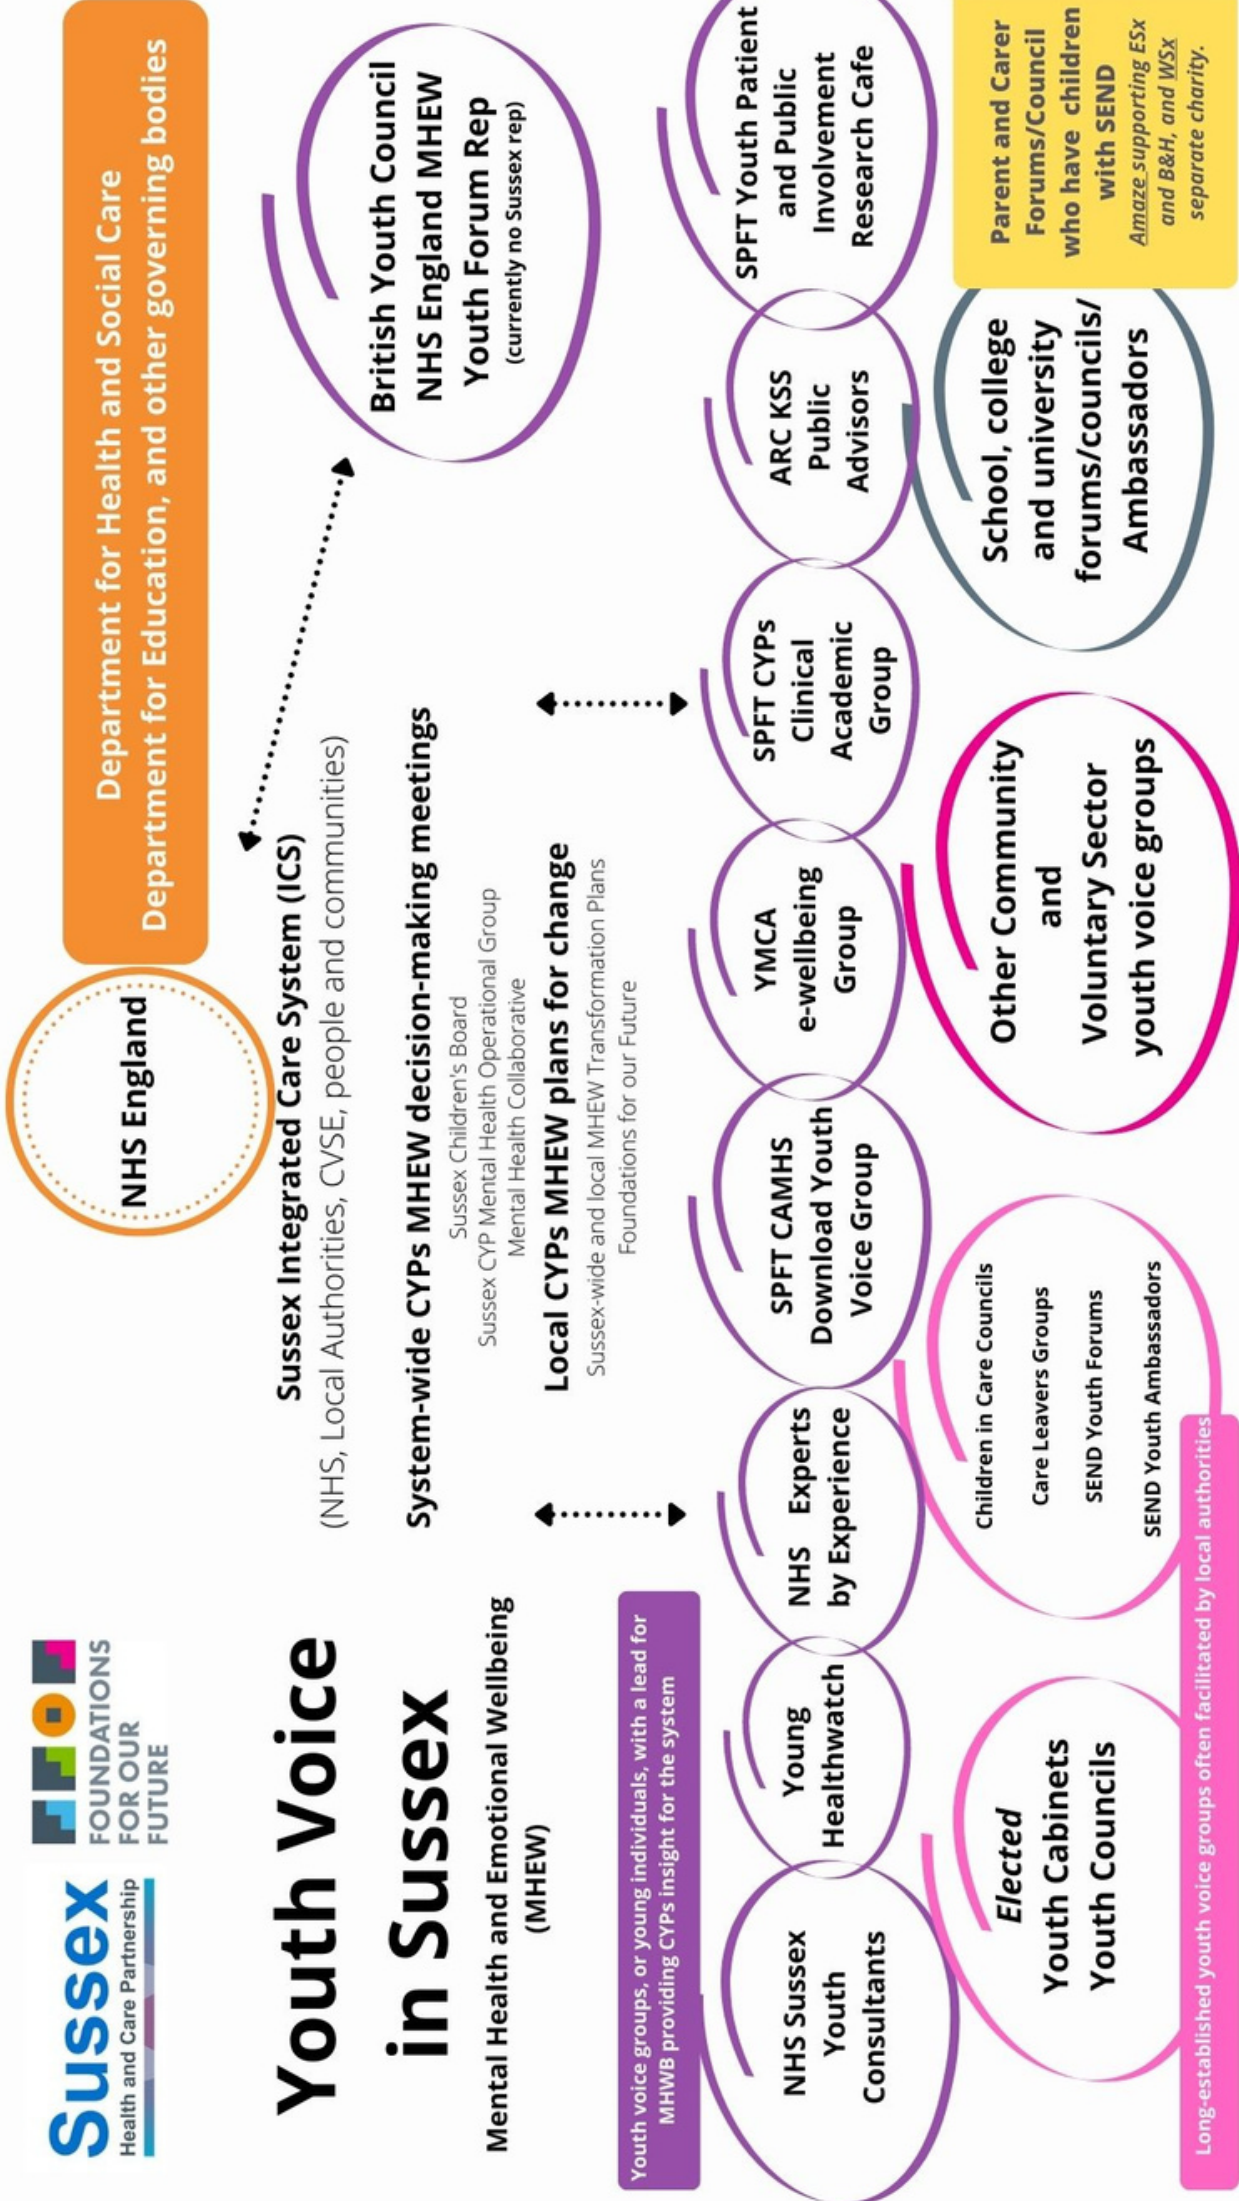 Sussex
Health and Care Partnership
FOUNDATIONS
FOR OUR
FUTURE
NHS England
Department for Health and Social Care
Department for Education, and other governing bodies
Youth Voice
in Sussex
Mental Health and Emotional Wellbeing
(MHEW)
Sussex Integrated Care System (ICS)
(NHS, Local Authorities, CVSE, people and communities)
System-wide CYPs MHEW decision-making meetings
Sussex Children's Board
Sussex CYP Mental Health Operational Group
Mental Health Collaborative
Local CYPs MHEW plans for change
Sussex-wide and local MHEW Transformation Plans
Foundations for our Future
British Youth Council
NHS England MHEW
Youth Forum Rep
(currently no Sussex rep)
Youth voice groups, or young individuals, with a lead for
MHWB providing CYPs insight for the system
NHS Sussex
Youth
Consultants
Young
Healthwatch
NHS Experts
by Experience
SPFT CAMHS
Download Youth
Voice Group
YMCA
e-wellbeing
Group
SPFT CYPs
Clinical
Academic
Group
ARC KSS
Public
Advisors
SPFT Youth Patient
and Public
Involvement
Research Cafe
Elected
Youth Cabinets
Youth Councils
Children in Care Councils
Care Leavers Groups
SEND Youth Forums
SEND Youth Ambassadors
Other Community
and
Voluntary Sector
youth voice groups
School, college
and university
forums/councils/
Ambassadors
Parent and Carer
Forums/Council
who have children
with SEND
Amaze supporting ESx
and B&H, and WSx
separate charity.
Long-established youth voice groups often facilitated by local authorities